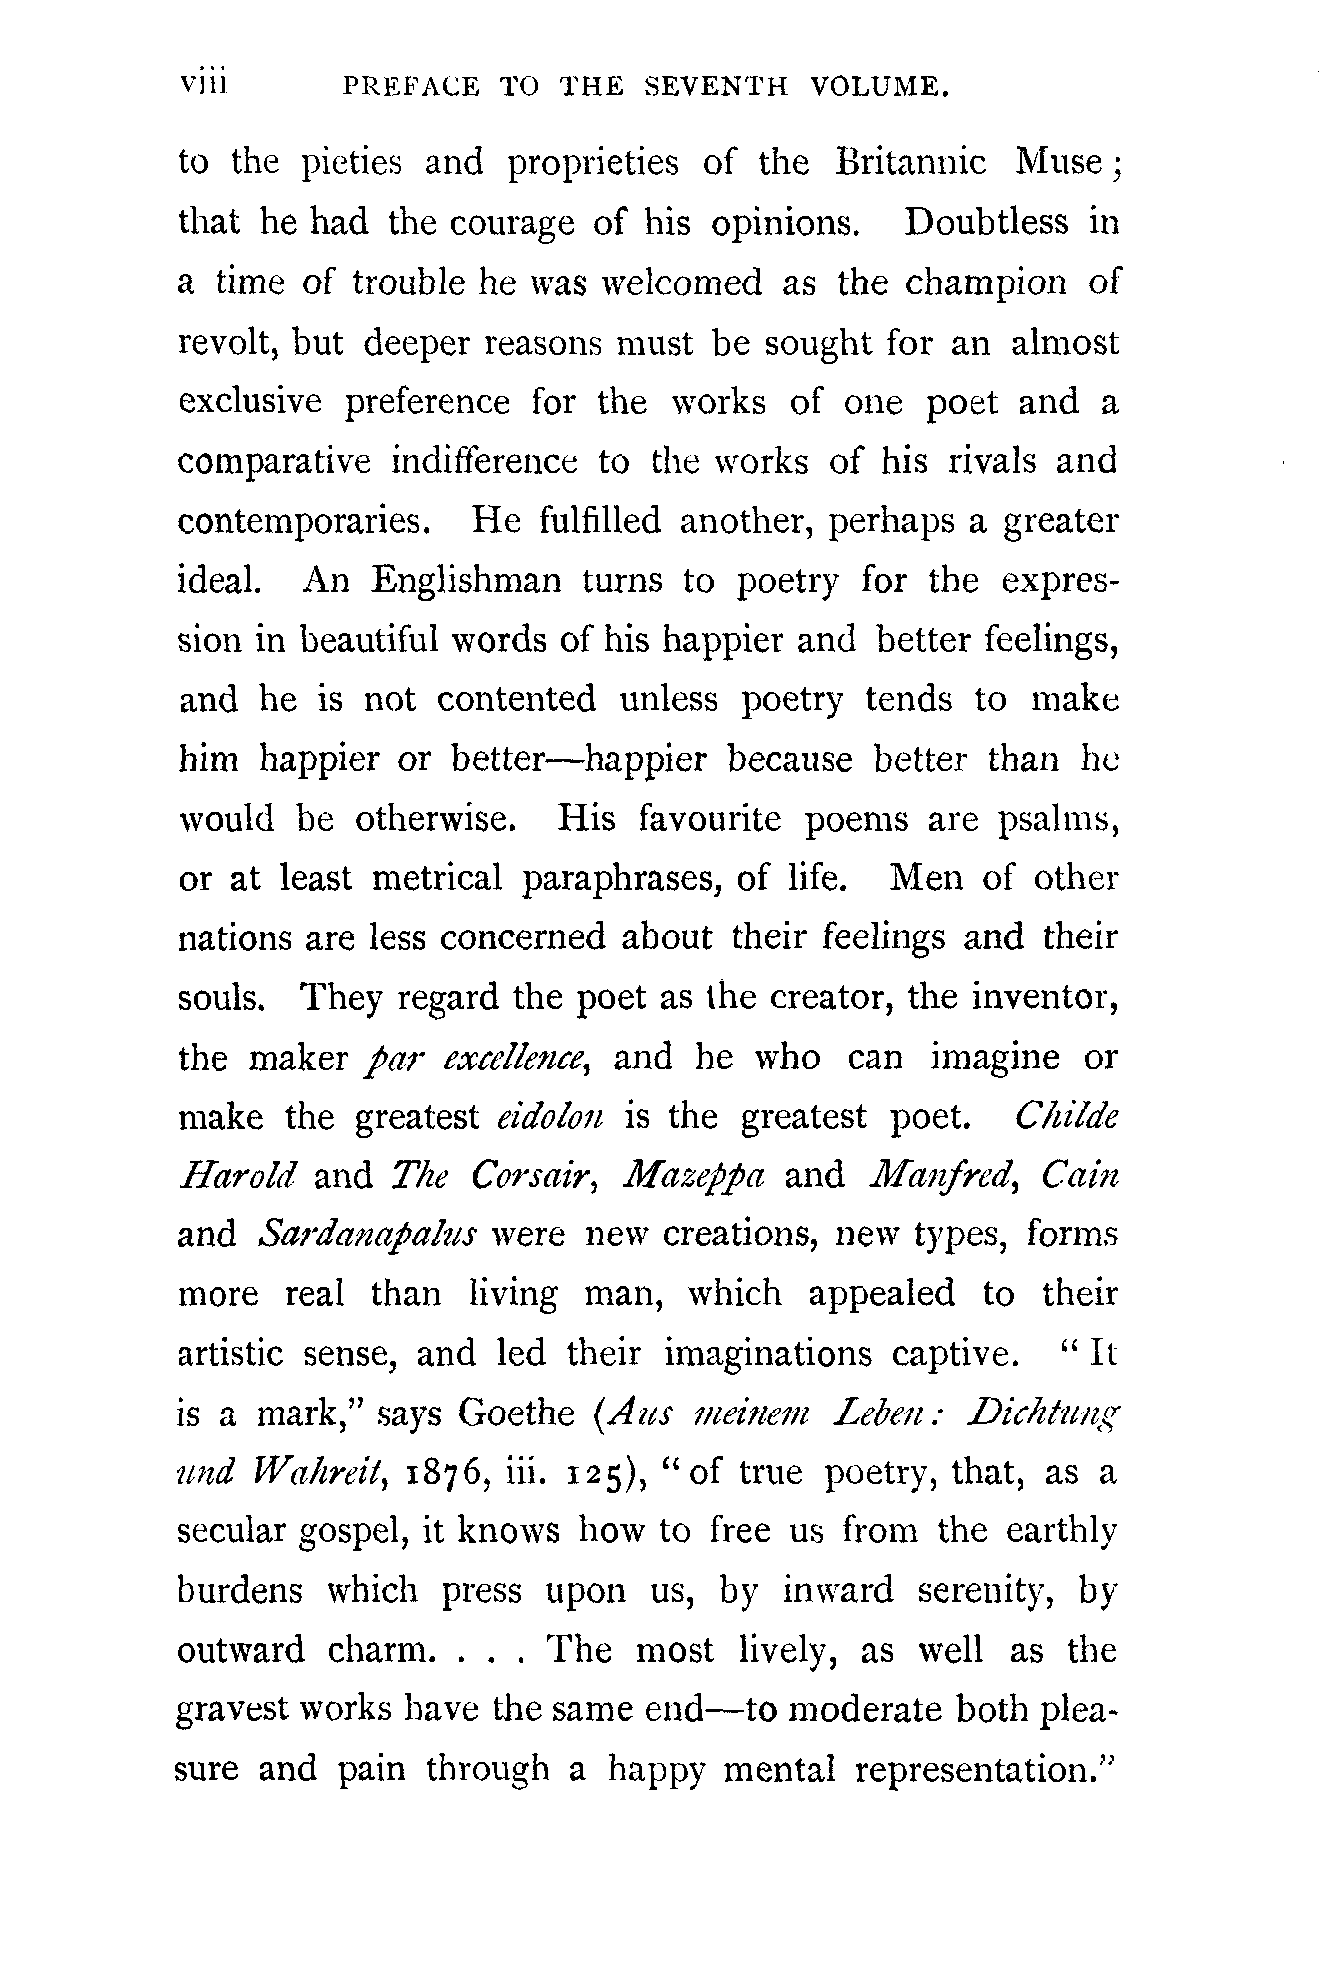 viii PREFACE TO THE SEVENTH VOLUME.
to the pieties and proprieties of the Britannic Muse;
that he had the courage of his opinions. Doubtless in
a time of trouble he was welcomed as the champion of
revolt, but deeper reasons must be sought for an almost
exclusive preference for the works of one poet and a
comparative indifference to the works of his rivals and
contemporaries. He fulfilled another, perhaps a greater
ideal. An Englishman turns to poetry for the expres-
sion in beautiful words of his happier and better feelings,
and he is not contented unless poetry tends to make
him happier or better—happier because better than he
would be otherwise. His favourite poems are psalms,
or at least metrical paraphrases, of life. Men of other
nations are less concerned about their feelings and their
souls. They regard the poet as the creator, the inventor,
the maker par excellence, and he who can imagine or
make the greatest eidolon is the greatest poet. Childe
Harold and The Corsair, Mazeppa and Manfred, Cain
and Sardanapalus were new creations, new types, forms
more real than living man, which appealed to their
artistic sense, and led their imaginations captive. "It
is a mark," says Goethe (Aus meinem Leben: Dichtung
und Wahreit, 1876, iii. 125), "of true poetry, that, as a
secular gospel, it knows how to free us from the earthly
burdens which press upon us, by inward serenity, by
outward charm. . . . The most lively, as well as the
gravest works have the same end—to moderate both plea-
sure and pain through a happy mental representation."